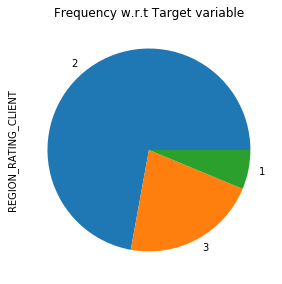 Frequency w.r.t Target variable
2
REGION_RATING_CLIENT
1
3